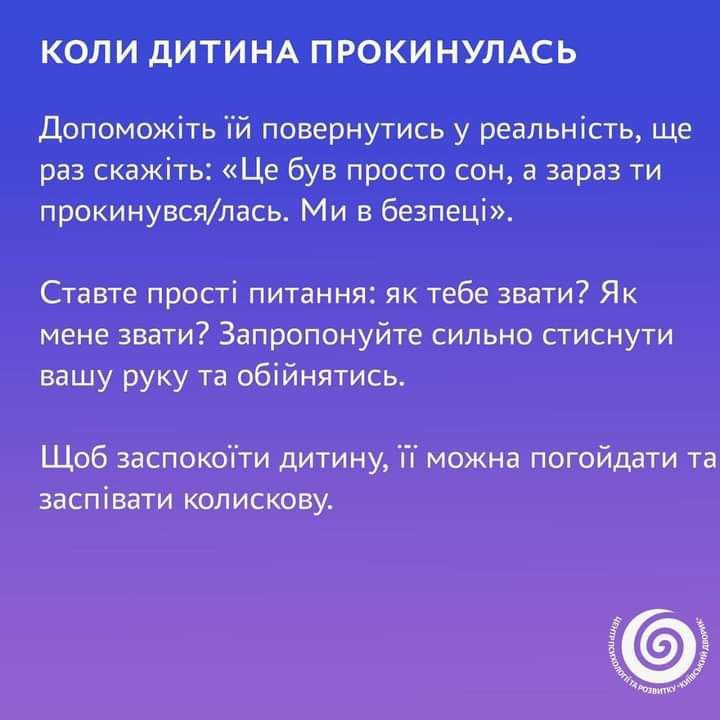 КОЛИ ДИТИНА ПРОКИНУЛАСЬ
Допоможіть їй повернутись у реальність, ще
раз скажіть: «Це був просто сон, а зараз ти
прокинувся/лась. Ми в безпеці».
Ставте прості питання: як тебе звати? Як
мене звати? Запропонуйте сильно стиснути
вашу руку та обійнятись.
Щоб заспокоїти дитину, її можна погойдати та
заспівати колискову.
ЦЕНТР ПСИХОЛОГІЇ ТА РОЗВИТКУ «КИЇВСЬКИЙ ДВОРИК»